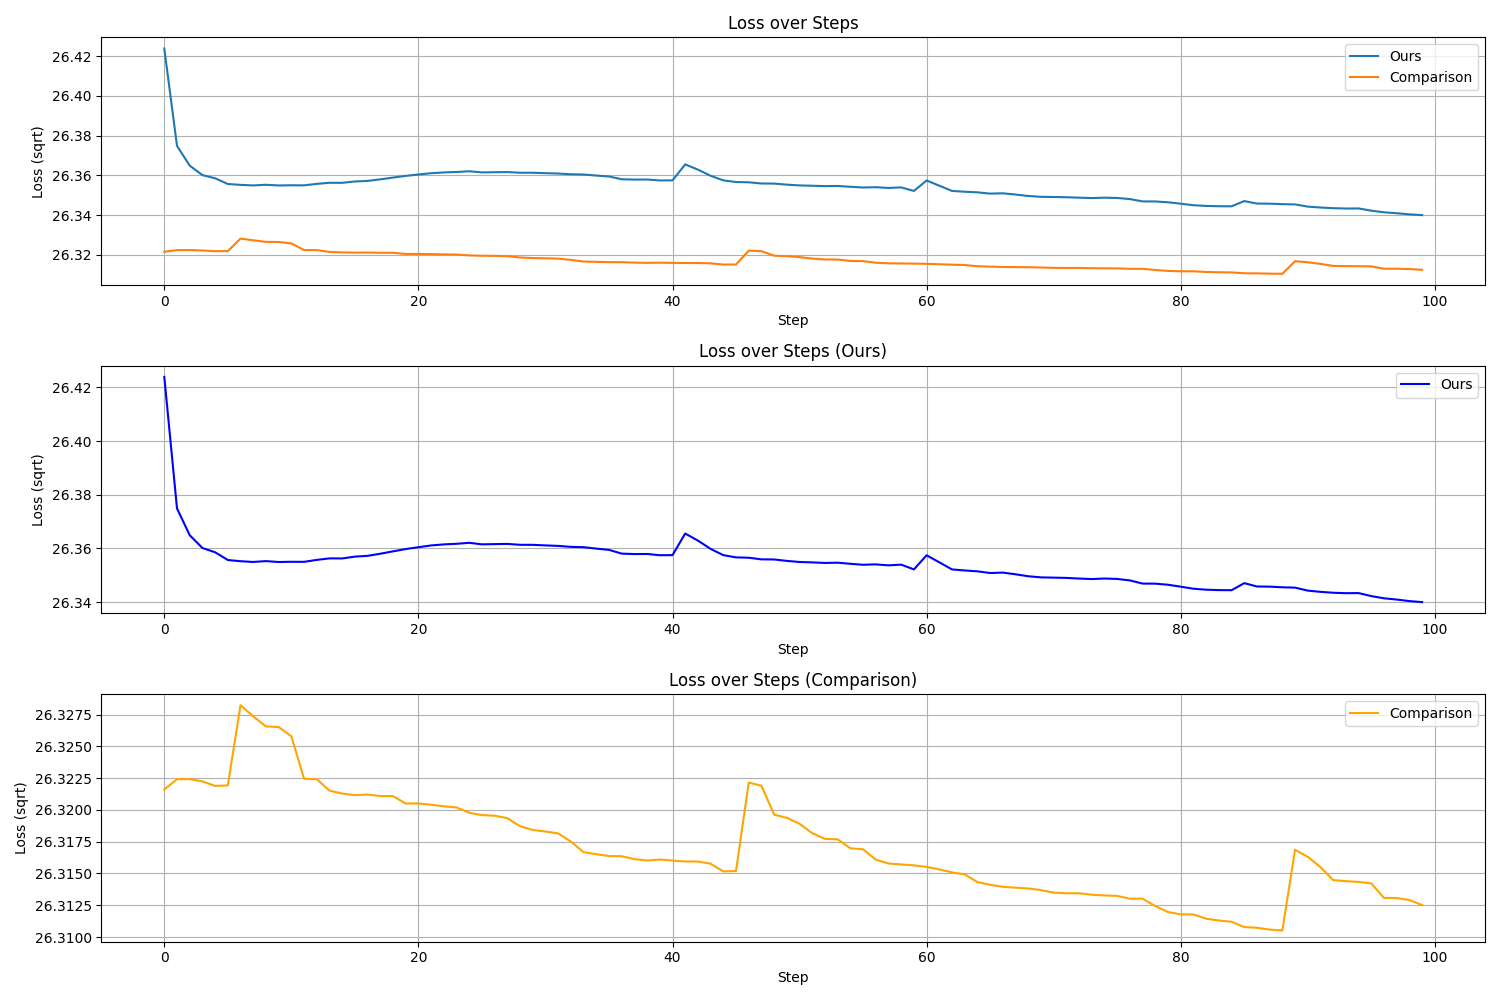 Loss over Steps
26.42
26.40
26.38
26.36
26.34
26.32
Loss (sqrt)
Ours
Comparison
0 20 40 60 80 100
Step
Loss over Steps (Ours)
26.42
26.40
26.38
26.36
26.34
Loss (sqrt)
Ours
0 20 40 60 80 100
Step
Loss over Steps (Comparison)
26.3275
26.3250
26.3225
26.3200
26.3175
26.3150
26.3125
26.3100
Loss (sqrt)
Comparison
0 20 40 60 80 100
Step